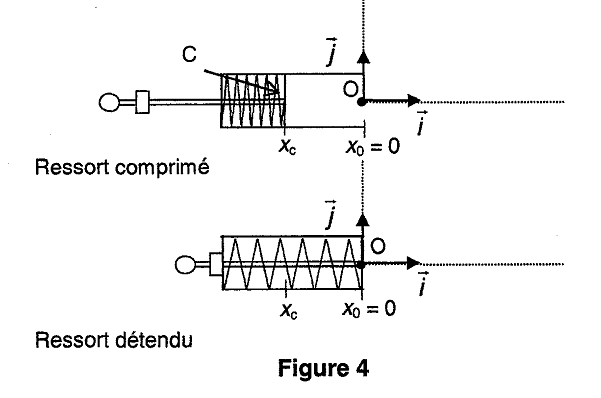 C
j
O
i
x_c x_0 = 0
Ressort comprimé
j
O
i
x_c x_0 = 0
Ressort détendu
Figure 4